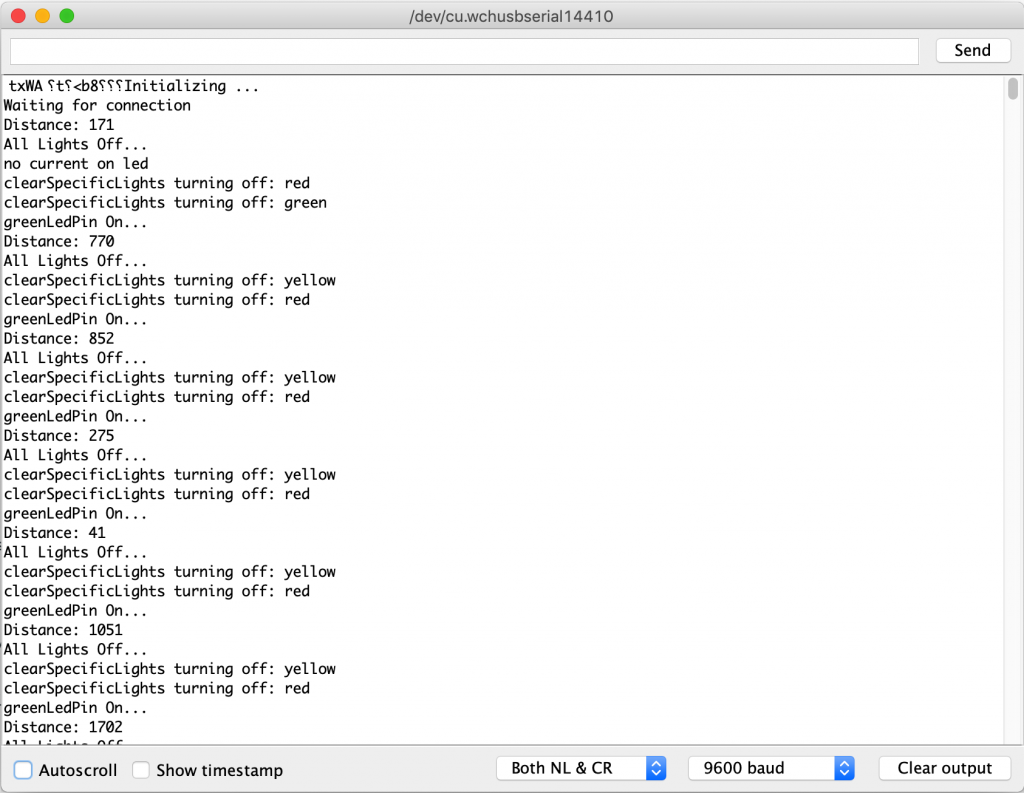 /dev/cu.wchusbserial14410
Send
txWA ⸮t⸮<b8⸮⸮⸮Initializing ...
Waiting for connection
Distance: 171
All Lights Off...
no current on led
clearSpecificLights turning off: red
clearSpecificLights turning off: green
greenLedPin On...
Distance: 770
All Lights Off...
clearSpecificLights turning off: yellow
clearSpecificLights turning off: red
greenLedPin On...
Distance: 852
All Lights Off...
clearSpecificLights turning off: yellow
clearSpecificLights turning off: red
greenLedPin On...
Distance: 275
All Lights Off...
clearSpecificLights turning off: yellow
clearSpecificLights turning off: red
greenLedPin On...
Distance: 41
All Lights Off...
clearSpecificLights turning off: yellow
clearSpecificLights turning off: red
greenLedPin On...
Distance: 1051
All Lights Off...
clearSpecificLights turning off: yellow
clearSpecificLights turning off: red
greenLedPin On...
Distance: 1702
All Lights Off
Autoscroll Show timestamp Both NL & CR 9600 baud Clear output